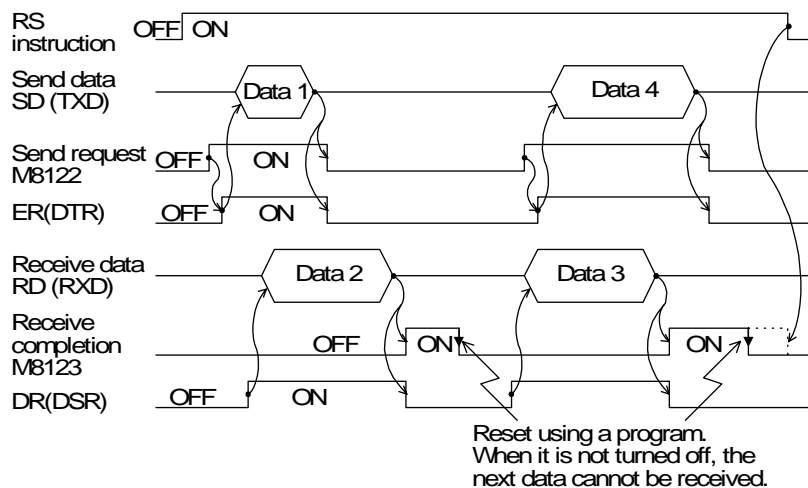 RS
instruction
OFF ON
Send data
SD (TXD)
Data 1
Data 4
Send request
M8122
OFF ON
ER(DTR)
OFF ON
Receive data
RD (RXD)
Data 2
Data 3
Receive
completion
M8123
OFF ON ON
DR(DSR)
OFF ON
Reset using a program.
When it is not turned off, the
next data cannot be received.